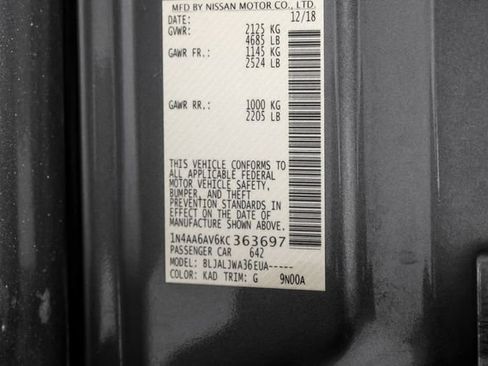 MFD BY NISSAN MOTOR CO., LTD.
DATE: 12/18
GVWR: 2125 KG
4685 LB
GAWR FR.: 1145 KG
2524 LB
GAWR RR.: 1000 KG
2205 LB
THIS VEHICLE CONFORMS TO
ALL APPLICABLE FEDERAL
MOTOR VEHICLE SAFETY,
BUMPER, AND THEFT
PREVENTION STANDARDS IN
EFFECT ON THE DATE OF
MANUFACTURE SHOWN ABOVE.
1N4AA6AV6KC363697
PASSENGER CAR 642
MODEL: BLJALJWA36EUA-----
COLOR: KAD TRIM: G 9N00A